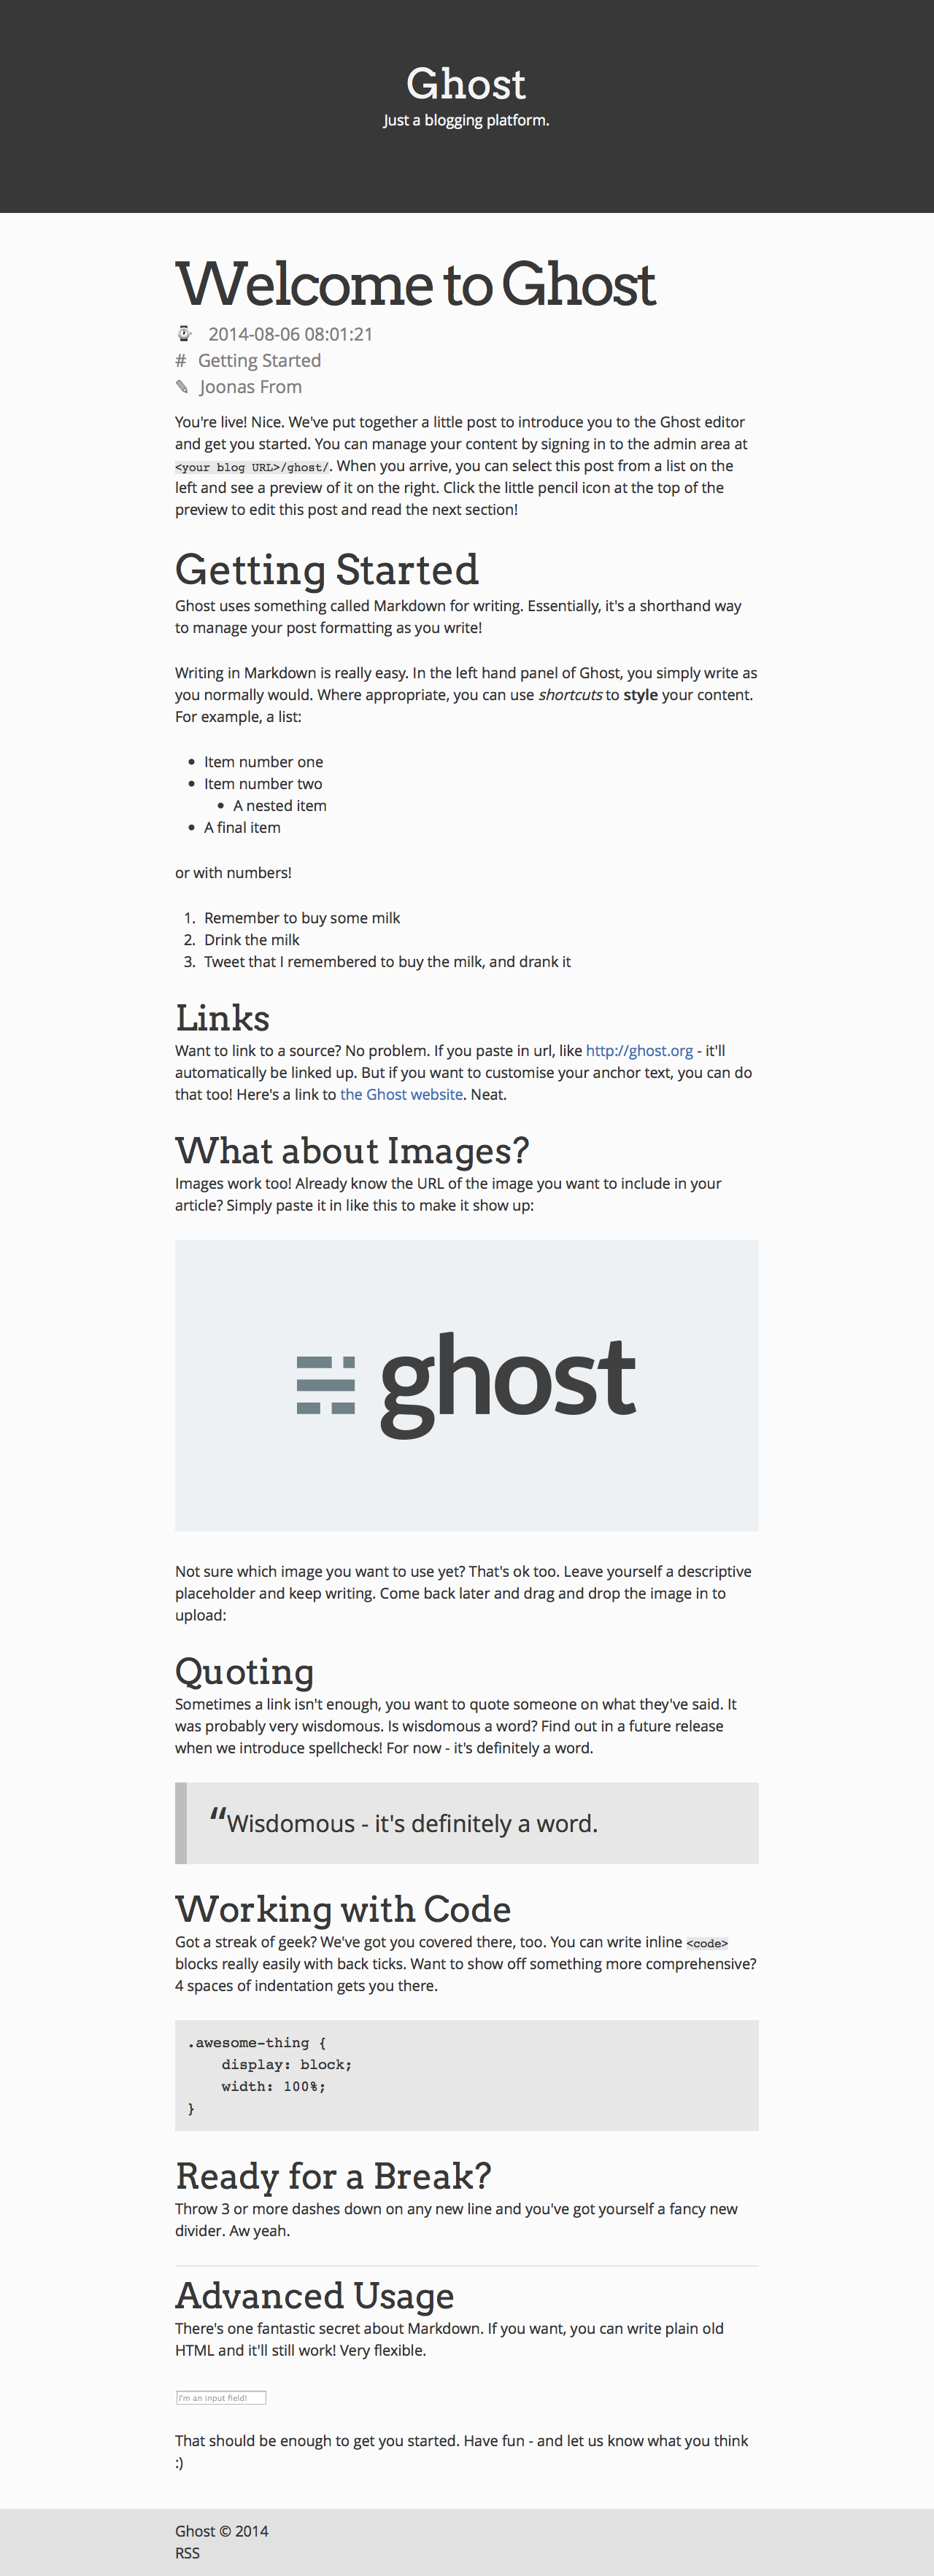 Ghost
Just a blogging platform.
Welcome to Ghost
2014-08-06 08:01:21
# Getting Started
Joonas From
You're live! Nice. We've put together a little post to introduce you to the Ghost editor
and get you started. You can manage your content by signing in to the admin area at
<your blog URL>/ghost/. When you arrive, you can select this post from a list on the
left and see a preview of it on the right. Click the little pencil icon at the top of the
preview to edit this post and read the next section!
Getting Started
Ghost uses something called Markdown for writing. Essentially, it's a shorthand way
to manage your post formatting as you write!
Writing in Markdown is really easy. In the left hand panel of Ghost, you simply write as
you normally would. Where appropriate, you can use shortcuts to style your content.
For example, a list:
• Item number one
• Item number two
• A nested item
• A final item
or with numbers!
1. Remember to buy some milk
2. Drink the milk
3. Tweet that I remembered to buy the milk, and drank it
Links
Want to link to a source? No problem. If you paste in url, like http://ghost.org - it'll
automatically be linked up. But if you want to customise your anchor text, you can do
that too! Here's a link to the Ghost website. Neat.
What about Images?
Images work too! Already know the URL of the image you want to include in your
article? Simply paste it in like this to make it show up:
ghost
Not sure which image you want to use yet? That's ok too. Leave yourself a descriptive
placeholder and keep writing. Come back later and drag and drop the image in to
upload:
Quoting
Sometimes a link isn't enough, you want to quote someone on what they've said. It
was probably very wisdomous. Is wisdomous a word? Find out in a future release
when we introduce spellcheck! For now - it's definitely a word.
“Wisdomous - it's definitely a word.
Working with Code
Got a streak of geek? We've got you covered there, too. You can write inline <code>
blocks really easily with back ticks. Want to show off something more comprehensive?
4 spaces of indentation gets you there.
.awesome-thing {
    display: block;
    width: 100%;
}
Ready for a Break?
Throw 3 or more dashes down on any new line and you've got yourself a fancy new
divider. Aw yeah.
Advanced Usage
There's one fantastic secret about Markdown. If you want, you can write plain old
HTML and it'll still work! Very flexible.
I'm an input field!
That should be enough to get you started. Have fun - and let us know what you think
:)
Ghost © 2014
RSS